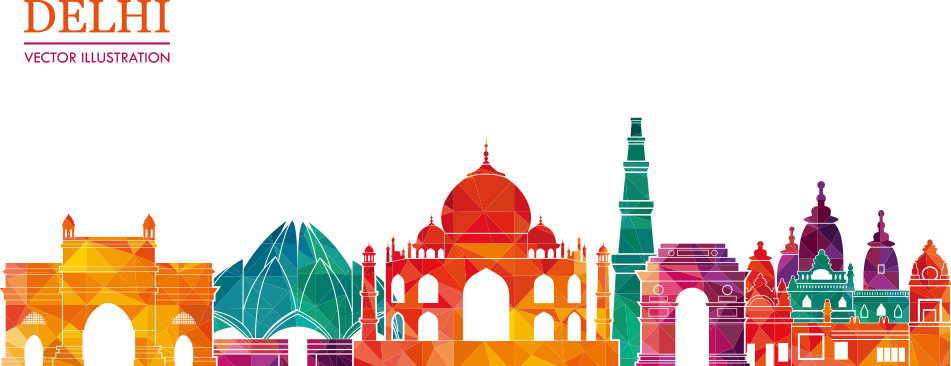 DELHI
VECTOR ILLUSTRATION